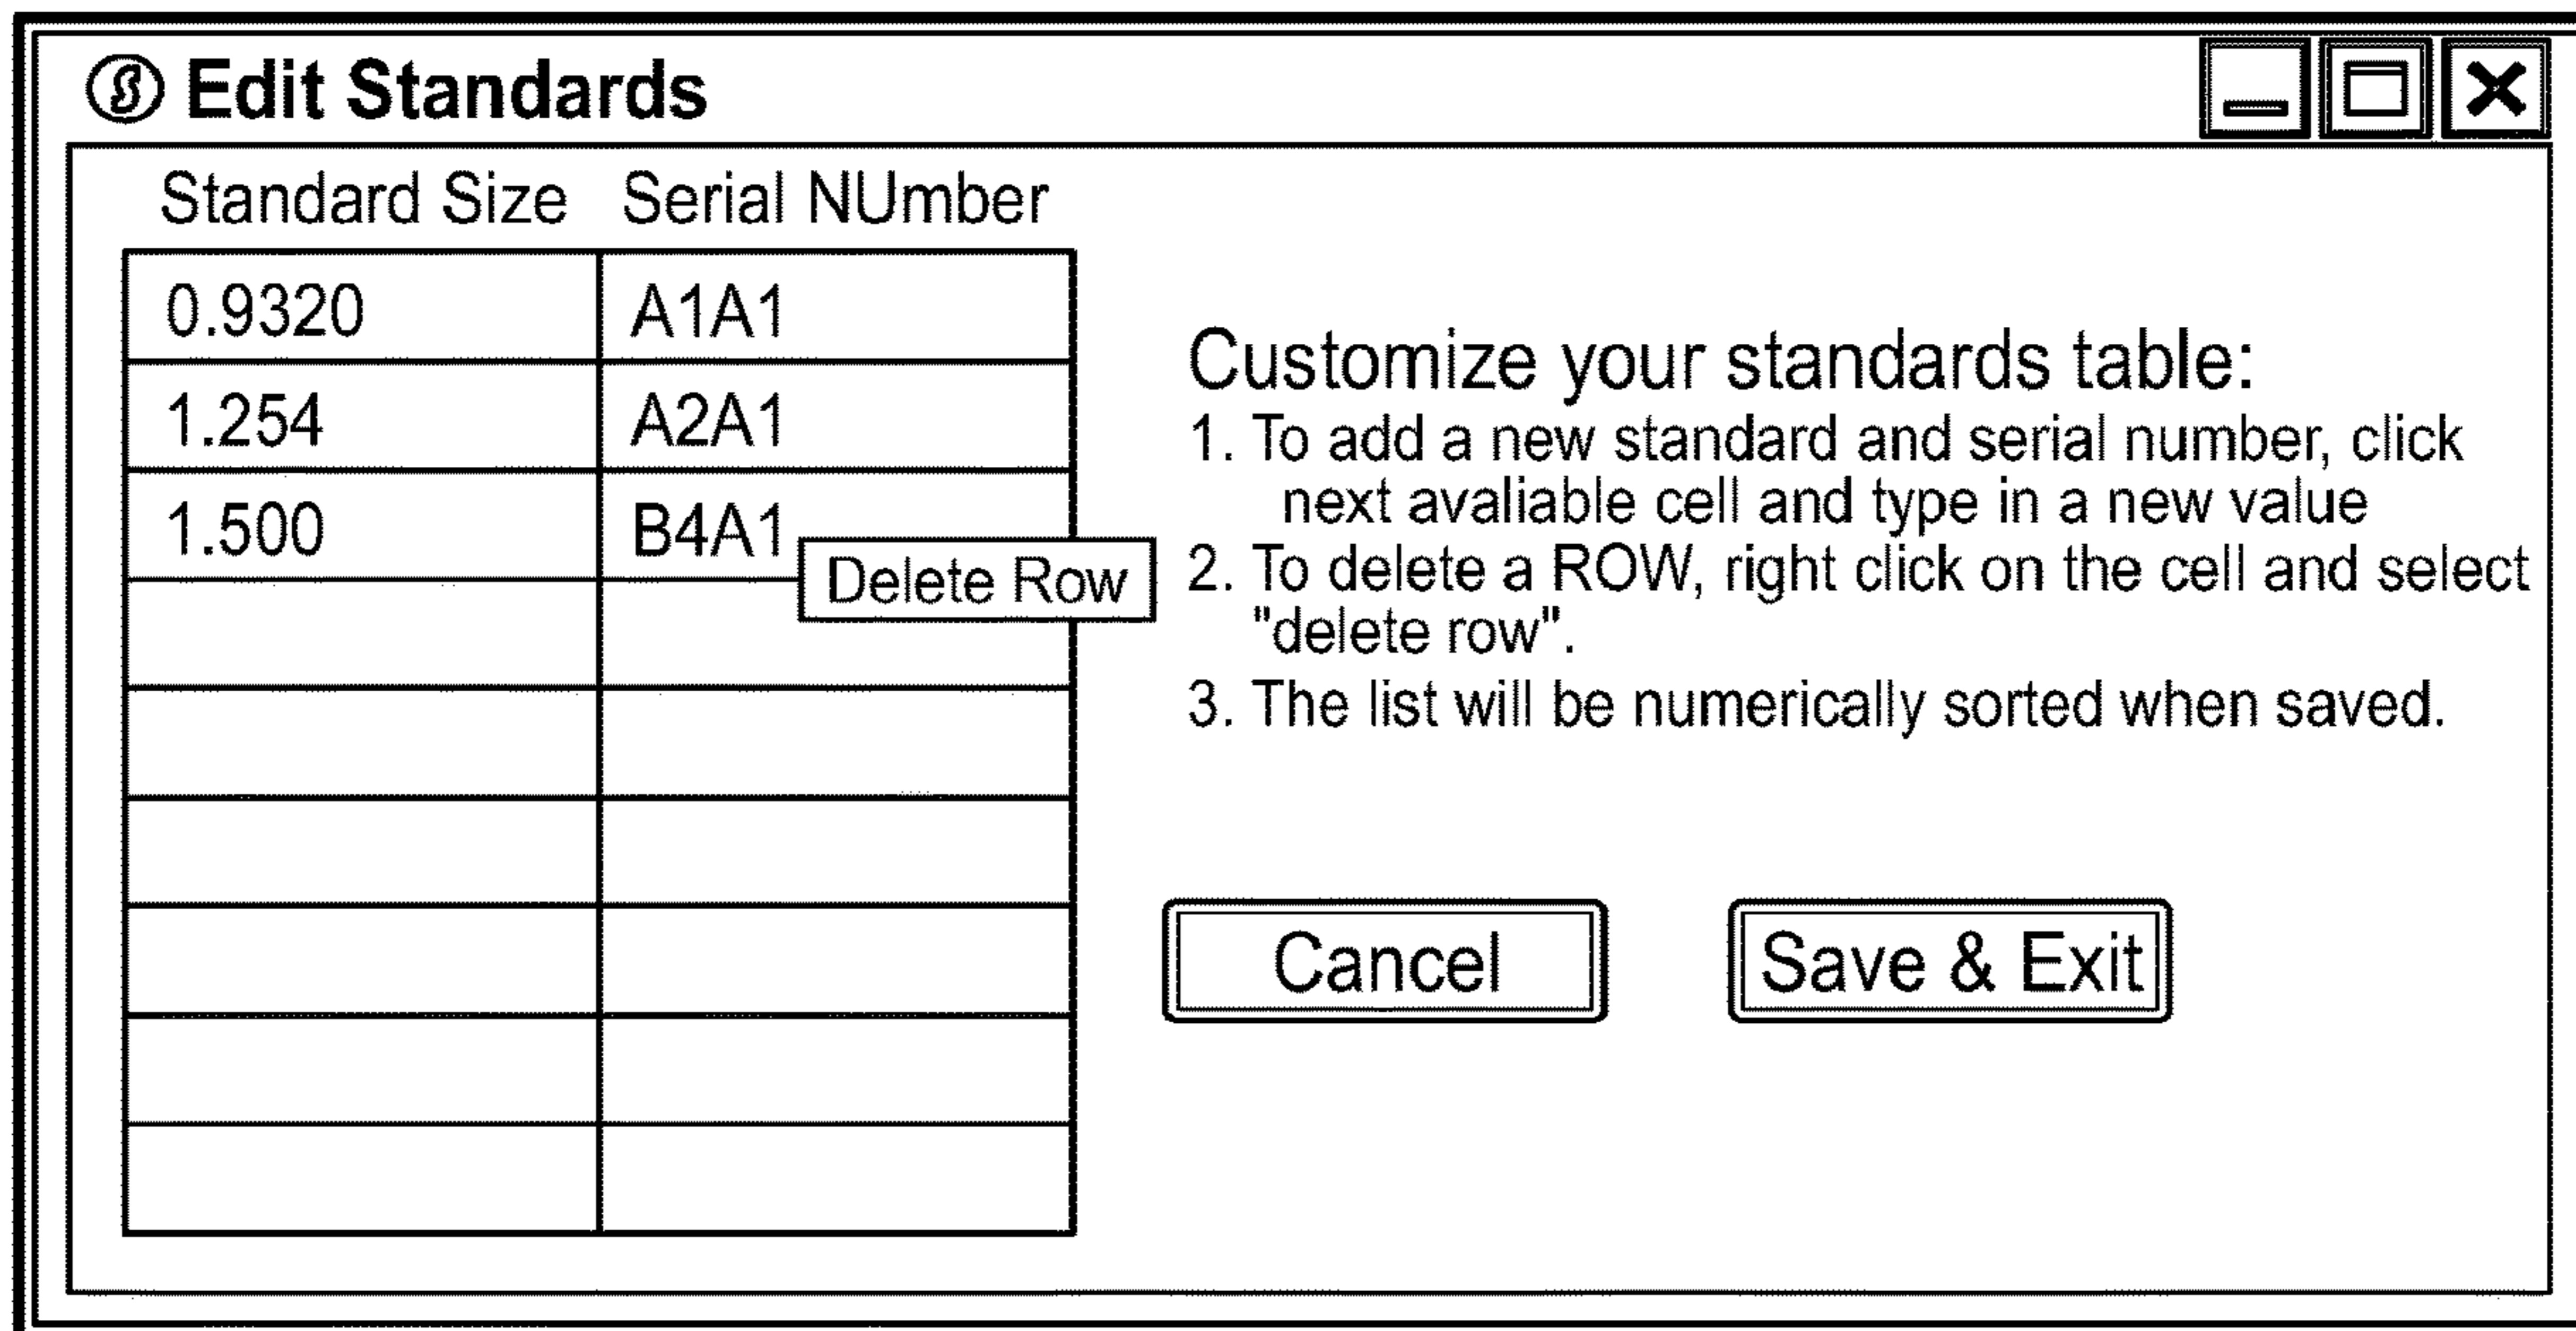 Edit Standards
Standard Size Serial NUmber
0.9320 A1A1
1.254 A2A1
1.500 B4A1
Delete Row
Customize your standards table:
1. To add a new standard and serial number, click
next avaliable cell and type in a new value
2. To delete a ROW, right click on the cell and select
"delete row".
3. The list will be numerically sorted when saved.
Cancel Save & Exit